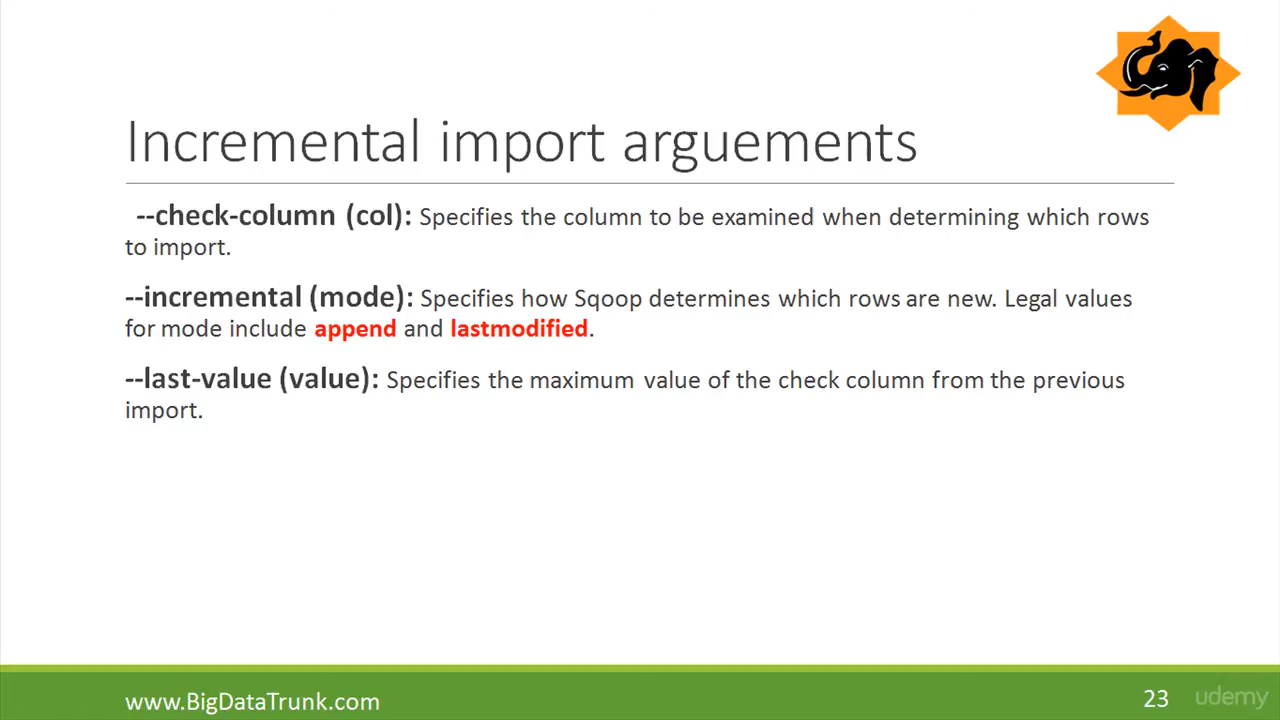 Incremental import arguements
--check-column (col): Specifies the column to be examined when determining which rows
to import.
--incremental (mode): Specifies how Sqoop determines which rows are new. Legal values
for mode include append and lastmodified.
--last-value (value): Specifies the maximum value of the check column from the previous
import.
www.BigDataTrunk.com
23
udemy